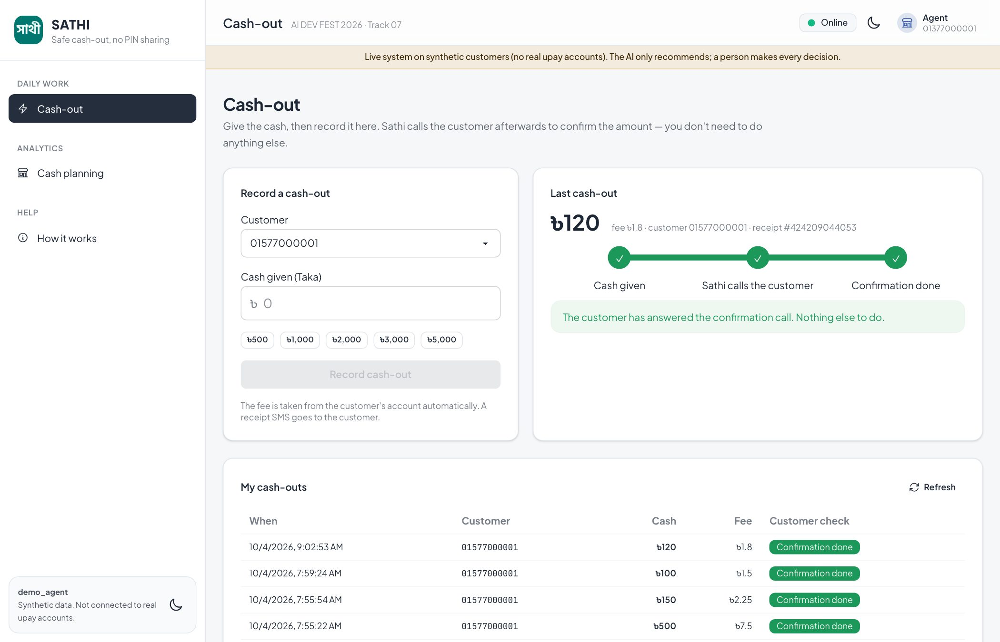 সাথী
SATHI
Safe cash-out, no PIN sharing
DAILY WORK
Cash-out
ANALYTICS
Cash planning
HELP
How it works
demo_agent
Synthetic data. Not connected to real
upay accounts.
Cash-out AI DEV FEST 2026 · Track 07
Online
Agent
01377000001
Live system on synthetic customers (no real upay accounts). The AI only recommends; a person makes every decision.
Cash-out
Give the cash, then record it here. Sathi calls the customer afterwards to confirm the amount — you don't need to do
anything else.
Record a cash-out
Customer
01577000001
Cash given (Taka)
৳ 0
৳500 ৳1,000 ৳2,000 ৳3,000 ৳5,000
Record cash-out
The fee is taken from the customer's account automatically. A
receipt SMS goes to the customer.
Last cash-out
৳120 fee ৳1.8 · customer 01577000001 · receipt #424209044053
Cash given Sathi calls the customer Confirmation done
The customer has answered the confirmation call. Nothing else to do.
My cash-outs
Refresh
When Customer Cash Fee Customer check
10/4/2026, 9:02:53 AM 01577000001 ৳120 ৳1.8 Confirmation done
10/4/2026, 7:59:24 AM 01577000001 ৳100 ৳1.5 Confirmation done
10/4/2026, 7:55:54 AM 01577000001 ৳150 ৳2.25 Confirmation done
10/4/2026, 7:55:22 AM 01577000001 ৳500 ৳7.5 Confirmation done